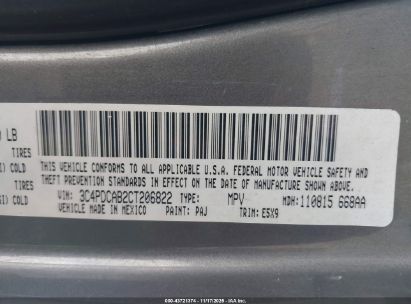 LB
TIRES
COLD
TIRES
COLD
THIS VEHICLE CONFORMS TO ALL APPLICABLE U.S.A. FEDERAL MOTOR VEHICLE SAFETY AND
THEFT PREVENTION STANDARDS IN EFFECT ON THE DATE OF MANUFACTURE SHOWN ABOVE.
VIN: 3C4PDCAB2CT206822 TYPE: MPV MDH: 110815 668AA
VEHICLE MADE IN MEXICO PAINT: PAJ TRIM: E5X9